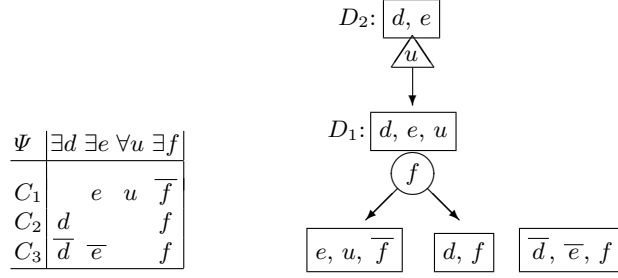 D₂: d, e
u
D₁: d, e, u
f
e, u, f̅
d, f
d̅, e̅, f
Ψ ∃d ∃e ∀u ∃f
C₁ e u f̅
C₂ d f
C₃ d̅ e̅ f